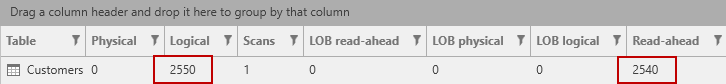 Drag a column header and drop it here to group by that column
Table Physical Logical Scans LOB read-ahead LOB physical LOB logical Read-ahead
Customers 0 2550 1 0 0 0 2540